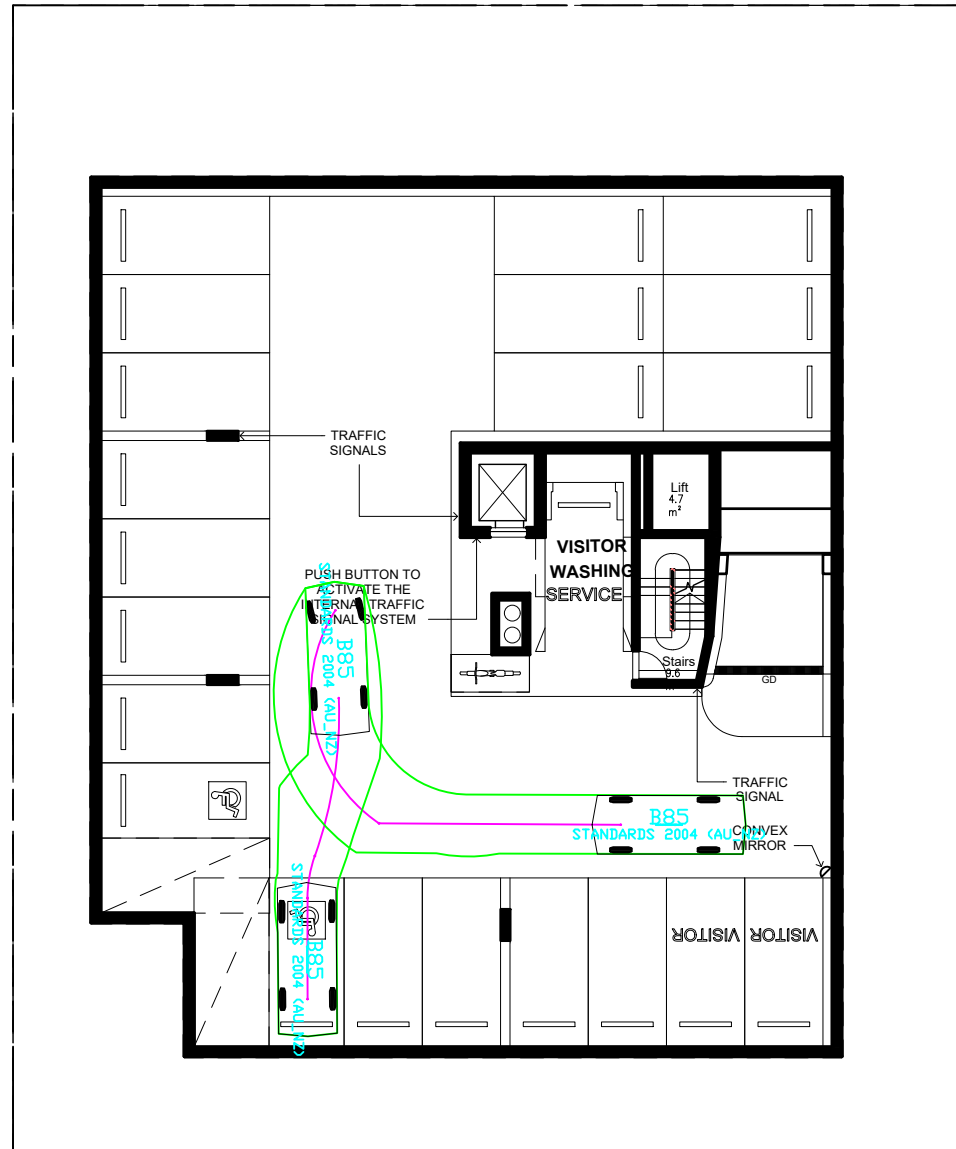 TRAFFIC
SIGNALS
Lift
4.7
m²
VISITOR
WASHING
SERVICE
PUSH BUTTON TO
ACTIVATE THE
INTERNAL TRAFFIC
SIGNAL SYSTEM
B85
STANDARDS 2004 (AU_NZ)
Stairs
9.6
GD
TRAFFIC
SIGNAL
B85
STANDARDS 2004 (AU_NZ)
CONVEX
MIRROR
B85
STANDARDS 2004 (AU_NZ)
VISITOR
VISITOR